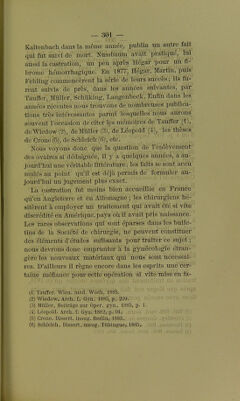 — 301 —
Kaltenbach dans la même année, publia un autre fait
qui fut suivi de mort. Nussbaum avait pratiqué, lui
aussi la castration, un peu après Hégar pour un fi-
brome hémorrhagique. En 1877, Hégar, Martin, puis
Fehling commencèrent la série de leurs succès; ils fu-
rent suivis de près, dans les années suivantes, par
Tauffer, Müller, Schüking, Langenbeck. Enfin dans les
années récentes nous trouvons de nombreuses publica-
tions très intéressantes parmi lesquelles nous aurons
souvent l'occasion de citer les mémoires de Tauffer (1),
de Wiedow (2), de Müller (3), de Léopold (4), les thèses
de Crone (5), de Schlehlch (6), etc.
Nous voyons donc que la question de l'enlèvement
des ovaires si dédaignée, il y a quelques années, a au-
jourd'hui une véritable littérature, les faits se sont accu-
mulés au point qu'il est déjà permis de formuler au-
jourd'hui un jugement plus exact.
La castration fut moins bien accueillie en France
qu'en Angleterre et en Allemagne; les chirurgiens hé-
sitèrent à employer un traitement qui avait été si vite
discrédité en Amérique, pays où il avait pris naissance.
Les rares observations qui sont éparses dans les bulle-
tins de la Société de chirurgie, ne peuvent constituer
des éléments d'études suffisants pour traiter ce sujet;
nous devrons donc emprunter à la gynécologie étran-
gère les nouveaux matériaux qui nous sont nécessai-
res. D'ailleurs il règne encore dans les esprits une cer-
taine méfiance pour cette opération si vite mise en fa-
(1) Tauffer. Wien. med. Woch, 1885.
(2) Wiedow, Arch. f. Gyn. 1885, p. 299.
(3) Müller, Beiträge zur oper. gyn., 1885, p. 1.
(4) Léopold Arch. f. Gyn. 1882, p. 94.
(5) Crone. Dissert. inaug. Berlin, 1883.
(6) Dissert, inaug. Tübingue, 1885.